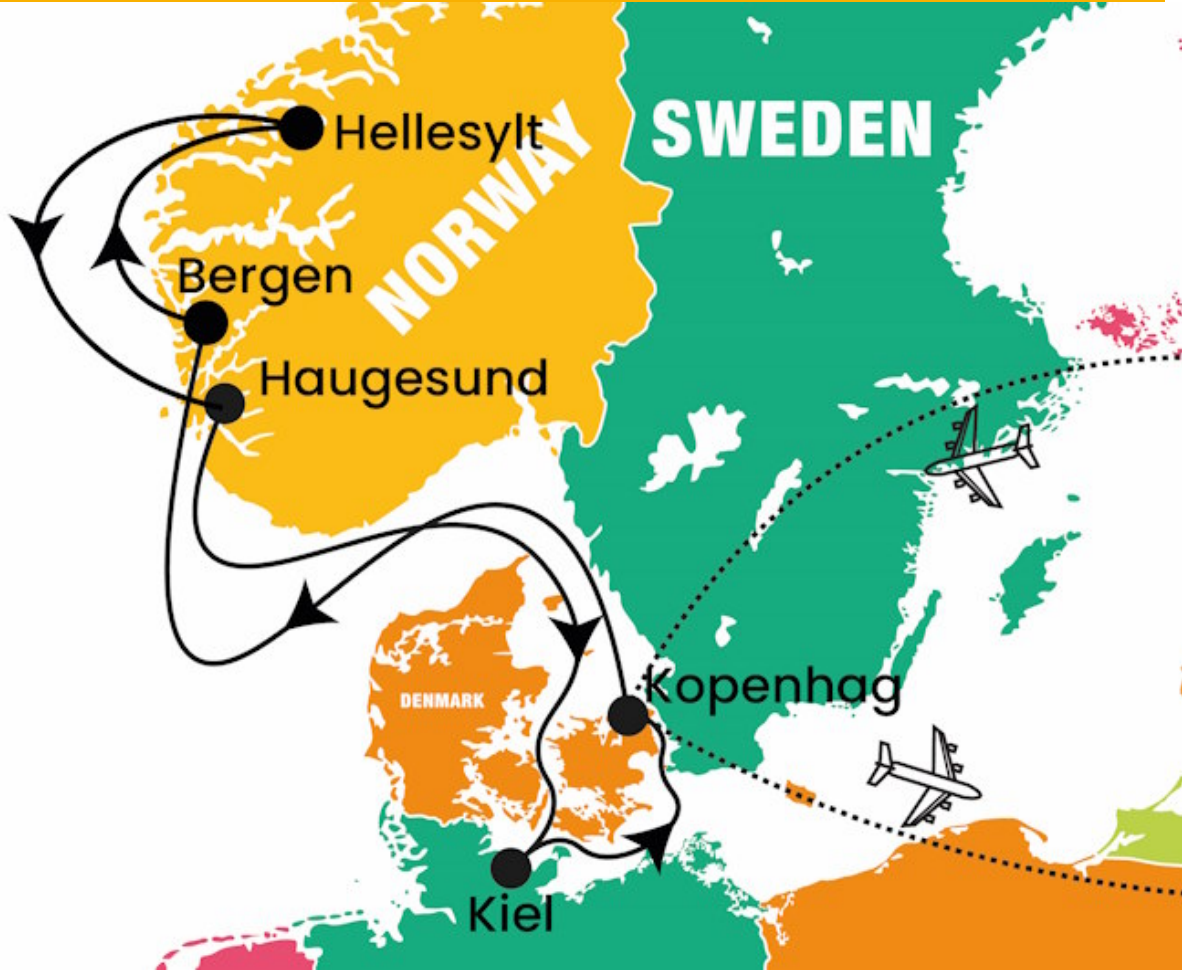 SWEDEN
Hellesylt
NORWAY
Bergen
Haugesund
Kopenhag
DENMARK
Kiel